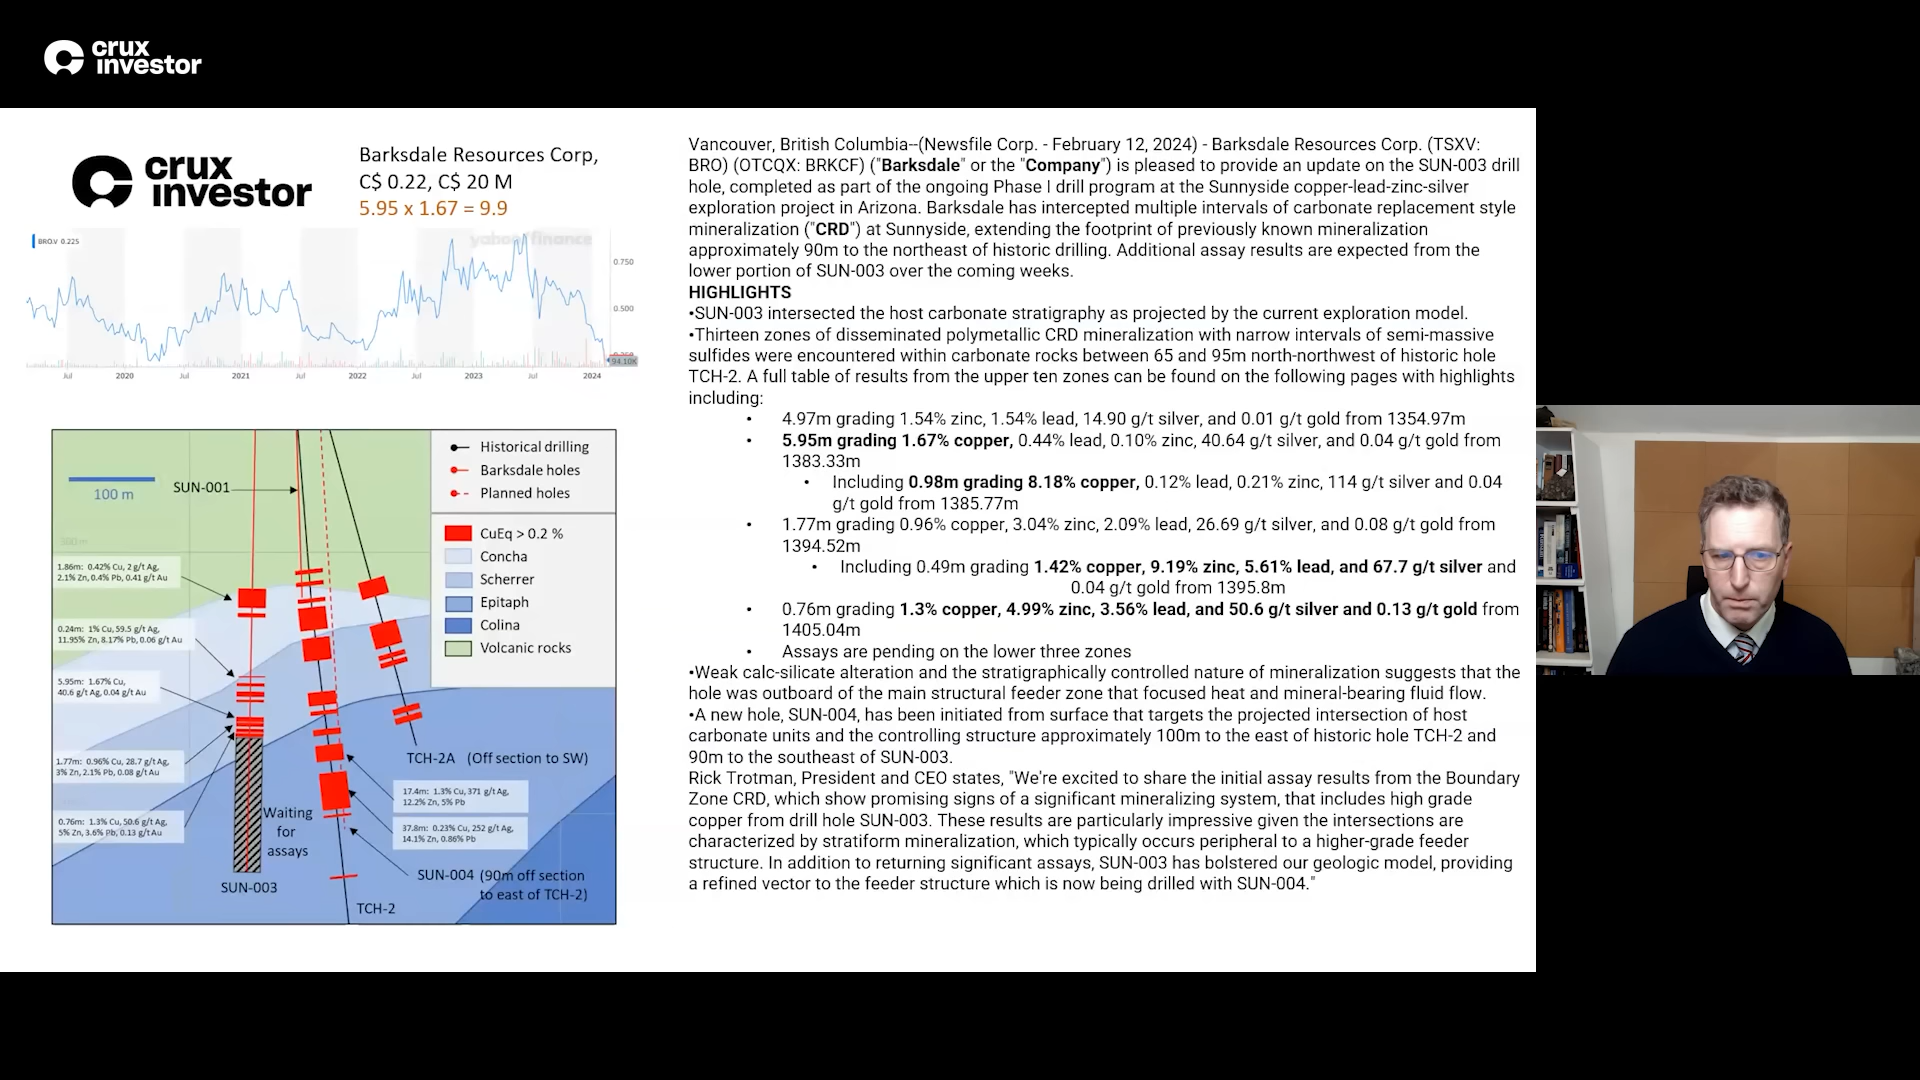 crux
investor
crux
investor
Barksdale Resources Corp,
C$ 0.22, C$ 20 M
5.95 x 1.67 = 9.9
BRO.V 0.225
yahoo!finance
0.750
0.500
94.10K
Jul
2020
Jul
2021
Jul
2022
Jul
2023
Jul
2024
Historical drilling
Barksdale holes
Planned holes
CuEq > 0.2 %
Concha
Scherrer
Epitaph
Colina
Volcanic rocks
100 m
SUN-001
1.86m: 0.42% Cu, 2 g/t Ag,
2.1% Zn, 0.4% Pb, 0.41 g/t Au
0.24m: 1% Cu, 59.5 g/t Ag,
11.95% Zn, 8.17% Pb, 0.06 g/t Au
5.95m: 1.67% Cu,
40.6 g/t Ag, 0.04 g/t Au
1.77m: 0.96% Cu, 28.7 g/t Ag,
3% Zn, 2.1% Pb, 0.08 g/t Au
0.76m: 1.3% Cu, 50.6 g/t Ag,
5% Zn, 3.6% Pb, 0.13 g/t Au
Waiting
for
assays
SUN-003
TCH-2A (Off section to SW)
17.4m: 1.3% Cu, 371 g/t Ag,
12.2% Zn, 5% Pb
37.8m: 0.23% Cu, 252 g/t Ag,
14.1% Zn, 0.86% Pb
SUN-004 (90m off section
to east of TCH-2)
TCH-2
Vancouver, British Columbia--(Newsfile Corp. - February 12, 2024) - Barksdale Resources Corp. (TSXV:
BRO) (OTCQX: BRKCF) ("Barksdale" or the "Company") is pleased to provide an update on the SUN-003 drill
hole, completed as part of the ongoing Phase I drill program at the Sunnyside copper-lead-zinc-silver
exploration project in Arizona. Barksdale has intercepted multiple intervals of carbonate replacement style
mineralization ("CRD") at Sunnyside, extending the footprint of previously known mineralization
approximately 90m to the northeast of historic drilling. Additional assay results are expected from the
lower portion of SUN-003 over the coming weeks.
HIGHLIGHTS
•SUN-003 intersected the host carbonate stratigraphy as projected by the current exploration model.
•Thirteen zones of disseminated polymetallic CRD mineralization with narrow intervals of semi-massive
sulfides were encountered within carbonate rocks between 65 and 95m north-northwest of historic hole
TCH-2. A full table of results from the upper ten zones can be found on the following pages with highlights
including:
• 4.97m grading 1.54% zinc, 1.54% lead, 14.90 g/t silver, and 0.01 g/t gold from 1354.97m
• 5.95m grading 1.67% copper, 0.44% lead, 0.10% zinc, 40.64 g/t silver, and 0.04 g/t gold from
1383.33m
• Including 0.98m grading 8.18% copper, 0.12% lead, 0.21% zinc, 114 g/t silver and 0.04
g/t gold from 1385.77m
• 1.77m grading 0.96% copper, 3.04% zinc, 2.09% lead, 26.69 g/t silver, and 0.08 g/t gold from
1394.52m
• Including 0.49m grading 1.42% copper, 9.19% zinc, 5.61% lead, and 67.7 g/t silver and
0.04 g/t gold from 1395.8m
• 0.76m grading 1.3% copper, 4.99% zinc, 3.56% lead, and 50.6 g/t silver and 0.13 g/t gold from
1405.04m
• Assays are pending on the lower three zones
•Weak calc-silicate alteration and the stratigraphically controlled nature of mineralization suggests that the
hole was outboard of the main structural feeder zone that focused heat and mineral-bearing fluid flow.
•A new hole, SUN-004, has been initiated from surface that targets the projected intersection of host
carbonate units and the controlling structure approximately 100m to the east of historic hole TCH-2 and
90m to the southeast of SUN-003.
Rick Trotman, President and CEO states, "We're excited to share the initial assay results from the Boundary
Zone CRD, which show promising signs of a significant mineralizing system, that includes high grade
copper from drill hole SUN-003. These results are particularly impressive given the intersections are
characterized by stratiform mineralization, which typically occurs peripheral to a higher-grade feeder
structure. In addition to returning significant assays, SUN-003 has bolstered our geologic model, providing
a refined vector to the feeder structure which is now being drilled with SUN-004."